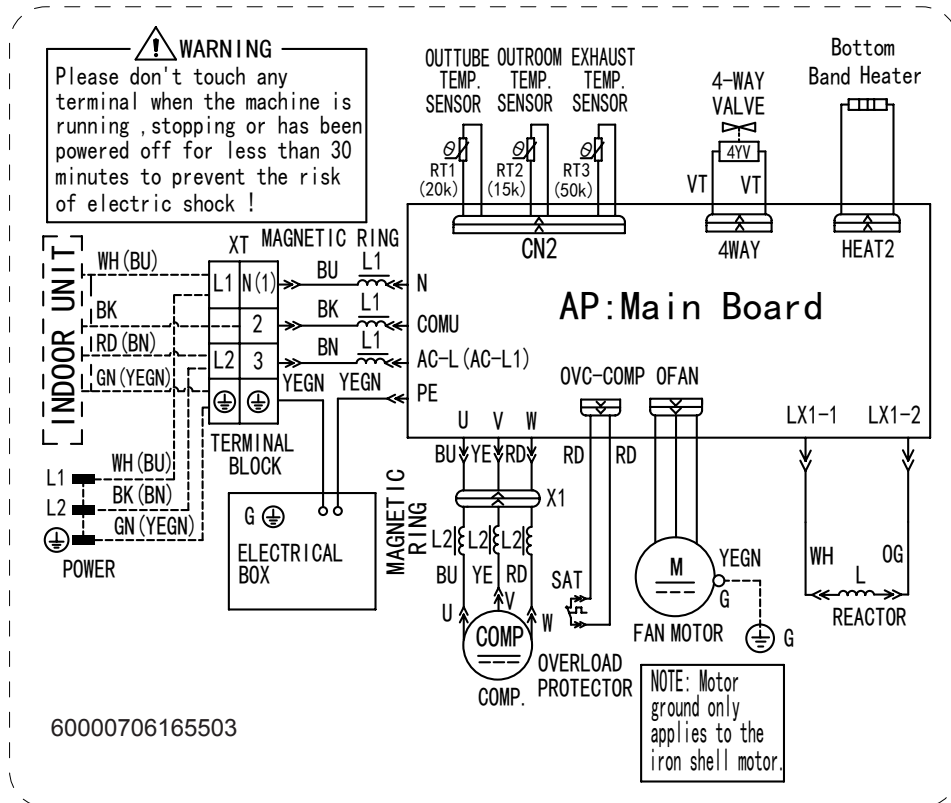 WARNING
Please don't touch any
terminal when the machine is
running ,stopping or has been
powered off for less than 30
minutes to prevent the risk
of electric shock !
OUTTUBE TEMP. SENSOR
OUTROOM TEMP. SENSOR
EXHAUST TEMP. SENSOR
RT1 (20k)
RT2 (15k)
RT3 (50k)
CN2
4-WAY VALVE
4YV
VT VT
4WAY
Bottom
Band Heater
HEAT2
INDOOR UNIT
WH(BU)
BK
RD(BN)
GN(YEGN)
XT
L1 N(1)
2
L2 3
TERMINAL
BLOCK
MAGNETIC RING
BU L1 N
BK L1 COMU
BN L1 AC-L(AC-L1)
YEGN YEGN PE
AP:Main Board
L1 WH(BU)
L2 BK(BN)
GN(YEGN)
POWER
G
ELECTRICAL
BOX
U V W
BU YE RD
X1
MAGNETIC
RING
L2 L2 L2
BU YE RD
U V W
COMP
COMP.
OVC-COMP OFAN
RD RD
SAT
OVERLOAD
PROTECTOR
M
YEGN
G
G
FAN MOTOR
LX1-1 LX1-2
WH OG
L
REACTOR
NOTE: Motor
ground only
applies to the
iron shell motor.
60000706165503